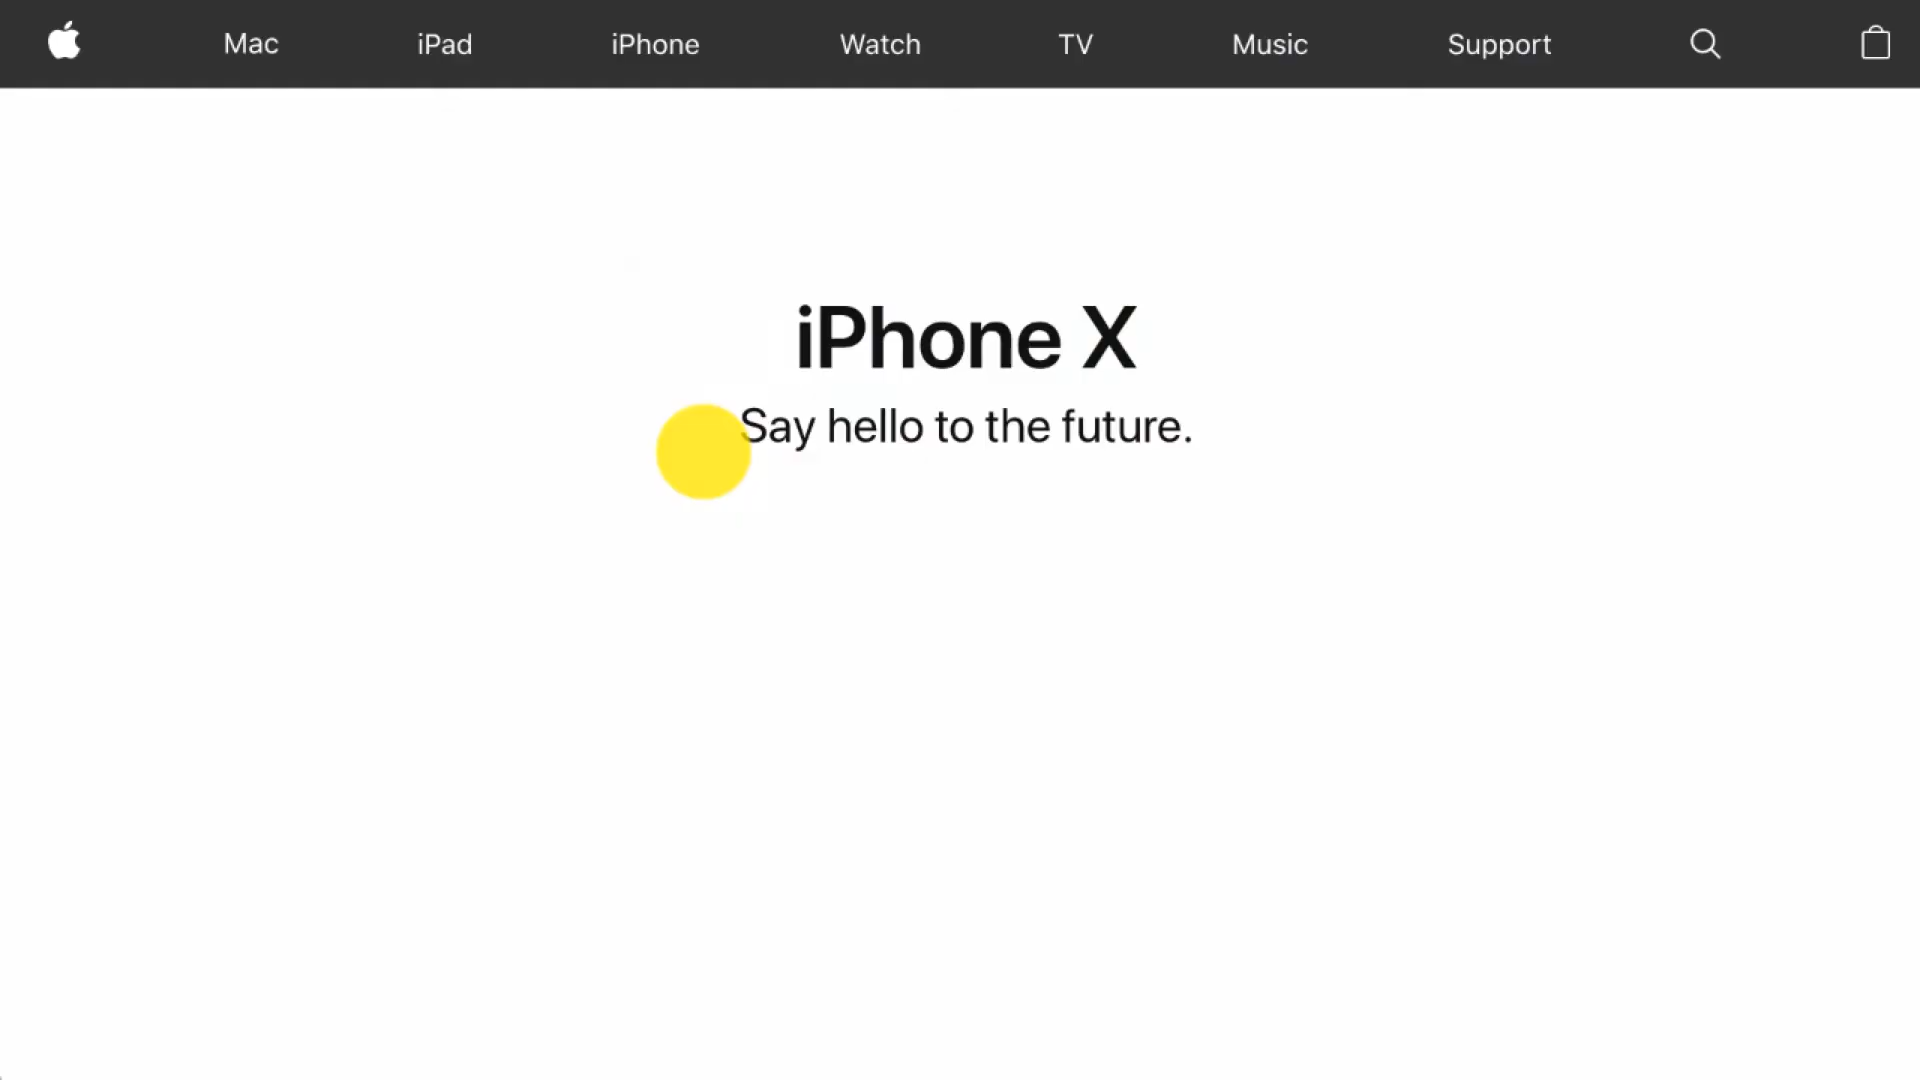 Mac iPad iPhone Watch TV Music Support
iPhone X
Say hello to the future.